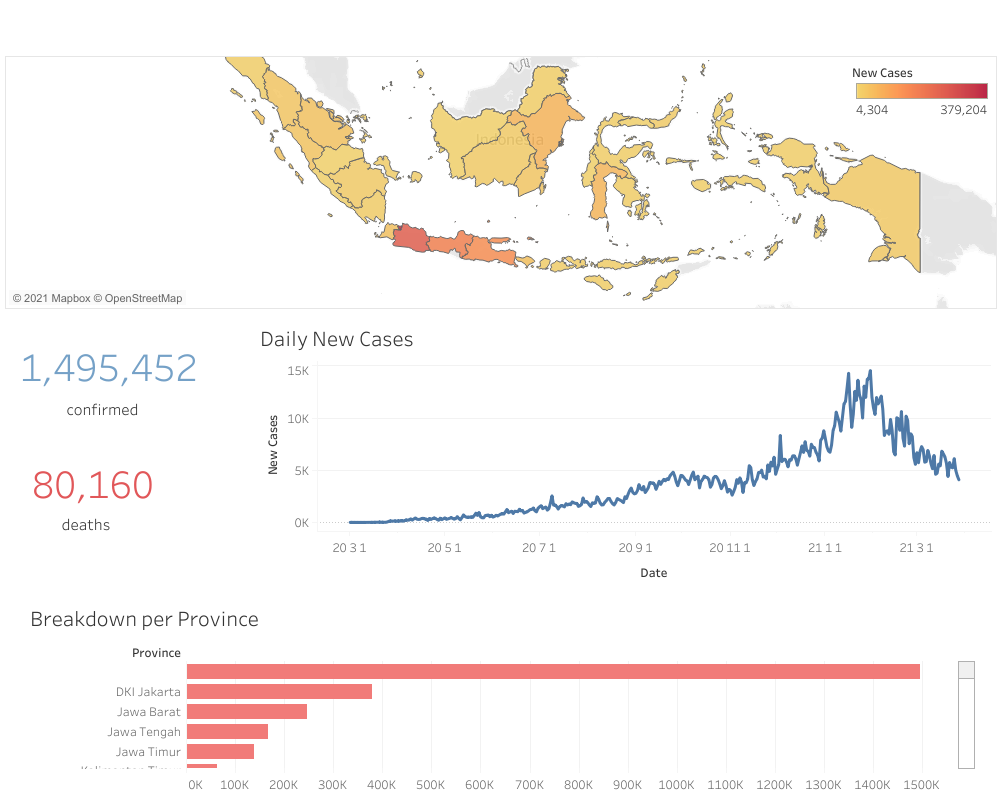 New Cases
4,304 379,204
Indonesia
© 2021 Mapbox © OpenStreetMap
1,495,452
confirmed
80,160
deaths
Daily New Cases
New Cases
15K
10K
5K
0K
20 3 1 20 5 1 20 7 1 20 9 1 20 11 1 21 1 1 21 3 1
Date
Breakdown per Province
Province
DKI Jakarta
Jawa Barat
Jawa Tengah
Jawa Timur
0K 100K 200K 300K 400K 500K 600K 700K 800K 900K 1000K 1100K 1200K 1300K 1400K 1500K